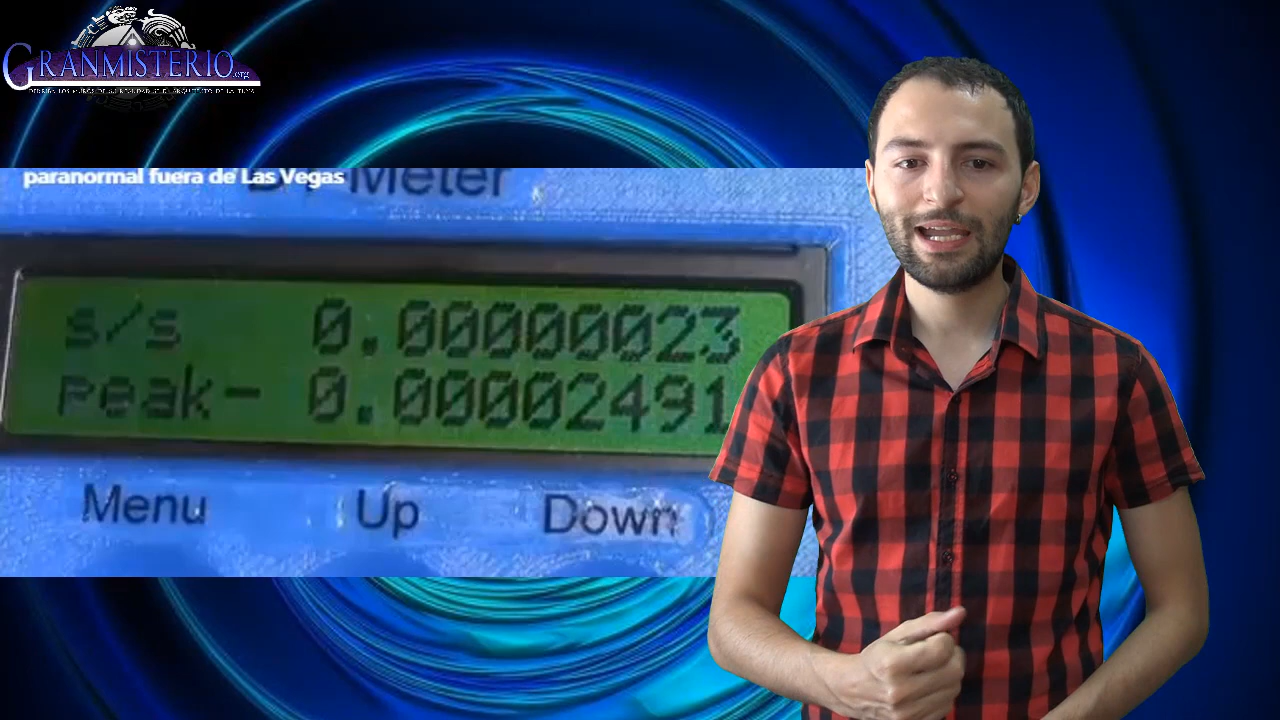 GRANMISTERIO.org
paranormal fuera de Las Vegas
Meter
s/s 0.00000023
peak- 0.00002491
Menu Up Down